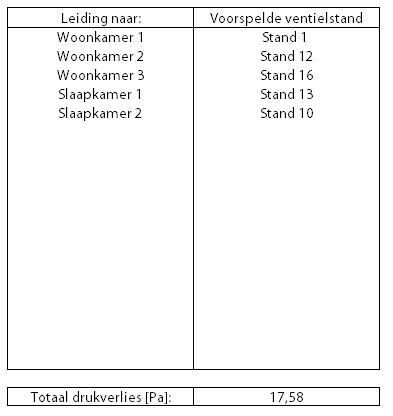 Leiding naar: Voorspelde ventielstand
Woonkamer 1 Stand 1
Woonkamer 2 Stand 12
Woonkamer 3 Stand 16
Slaapkamer 1 Stand 13
Slaapkamer 2 Stand 10
Totaal drukverlies [Pa]: 17,58